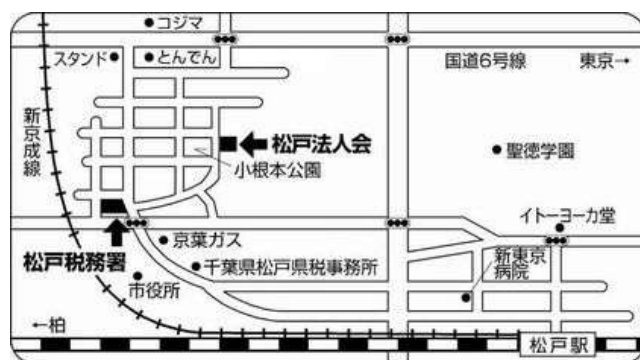 コジマ
スタンド
とんでん
国道6号線
東京→
新京成線
松戸法人会
小根本公園
聖徳学園
イトーヨーカ堂
京葉ガス
松戸税務署
千葉県松戸県税事務所
新東京
病院
市役所
←柏
松戸駅